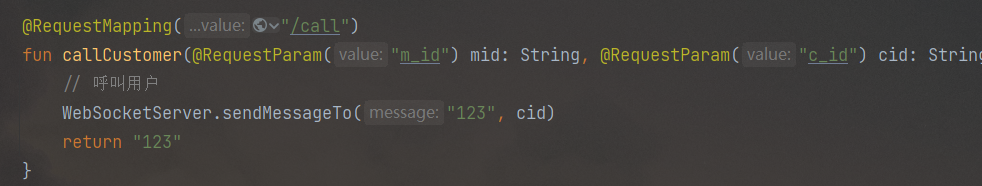 @RequestMapping(...value: "/call")
fun callCustomer(@RequestParam(value: "m_id") mid: String, @RequestParam(value: "c_id") cid: String
// 呼叫用户
WebSocketServer.sendMessageTo(message: "123", cid)
return "123"
}